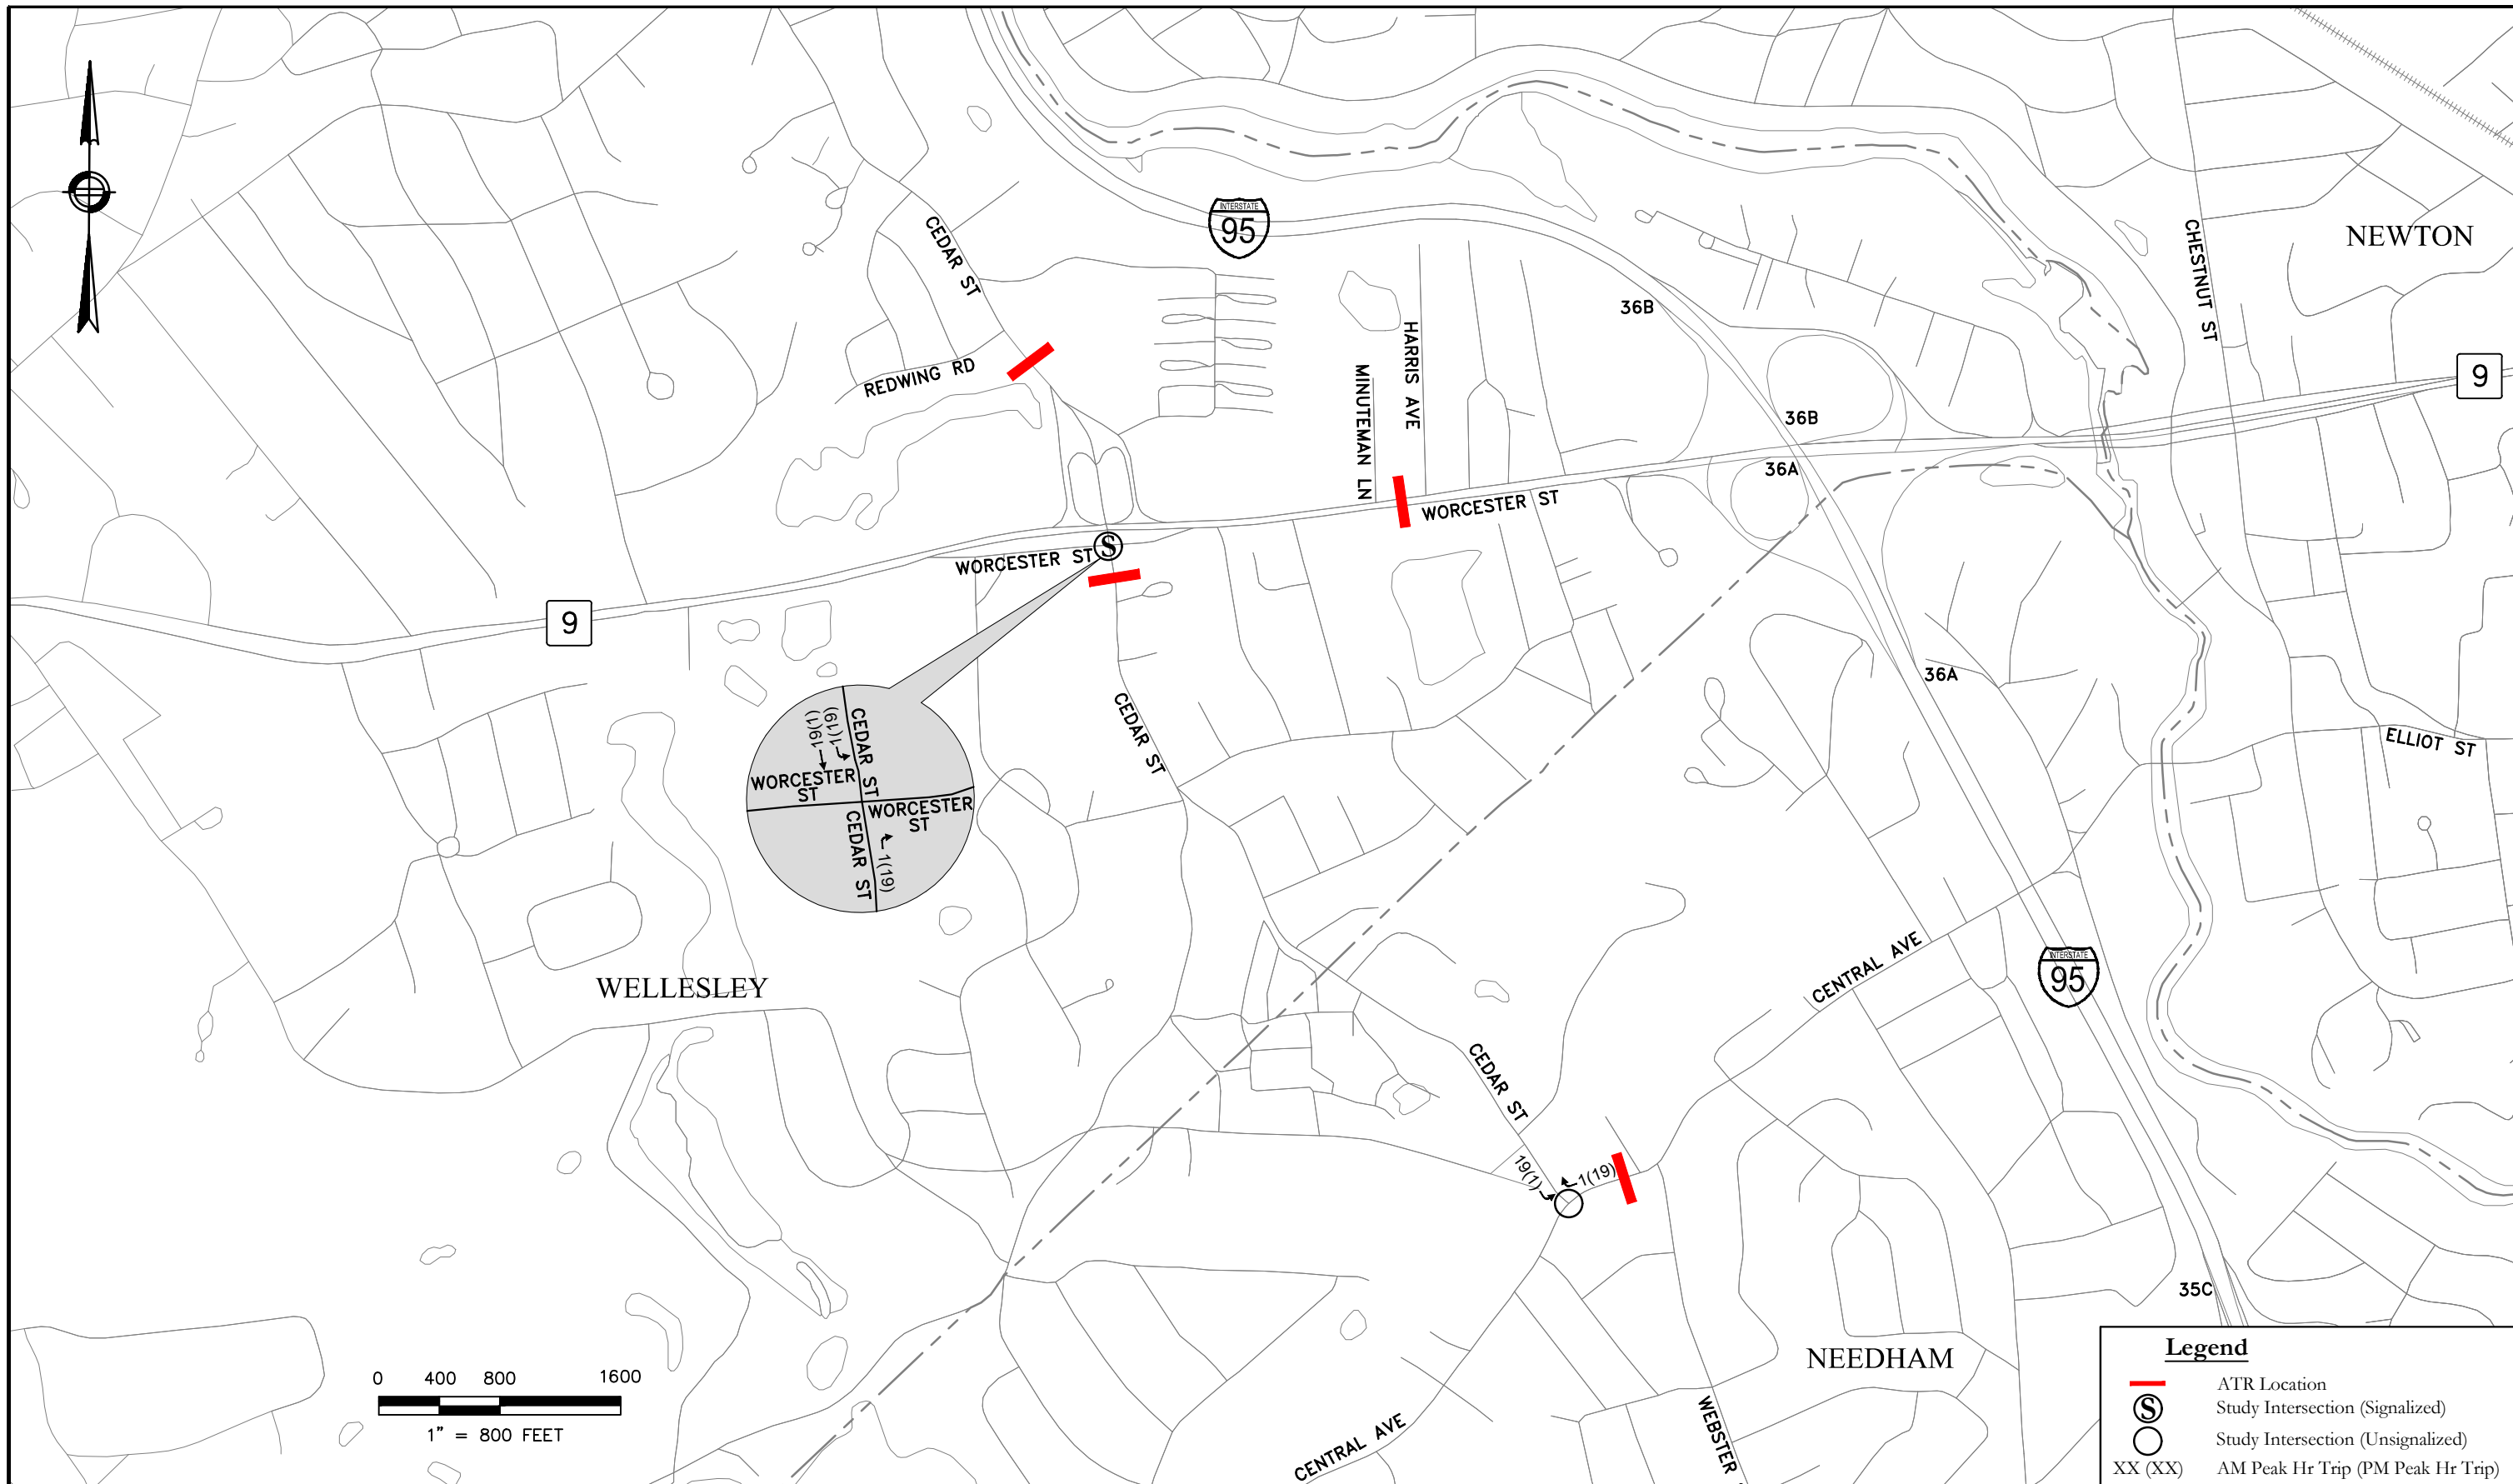 INTERSTATE
95
NEWTON
CHESTNUT ST
CEDAR ST
36B
HARRIS AVE
MINUTEMAN LN
REDWING RD
9
36B
36A
WORCESTER ST
WORCESTER ST
9
36A
CEDAR ST
1(19)
19(1)
CEDAR ST
WORCESTER
ST
WORCESTER
ST
CEDAR ST
1(19)
ELLIOT ST
CENTRAL AVE
INTERSTATE
95
WELLESLEY
CEDAR ST
19(1)
1(19)
35C
NEEDHAM
0 400 800 1600
1" = 800 FEET
CENTRAL AVE
WEBSTER
Legend
ATR Location
S Study Intersection (Signalized)
Study Intersection (Unsignalized)
XX (XX) AM Peak Hr Trip (PM Peak Hr Trip)
S